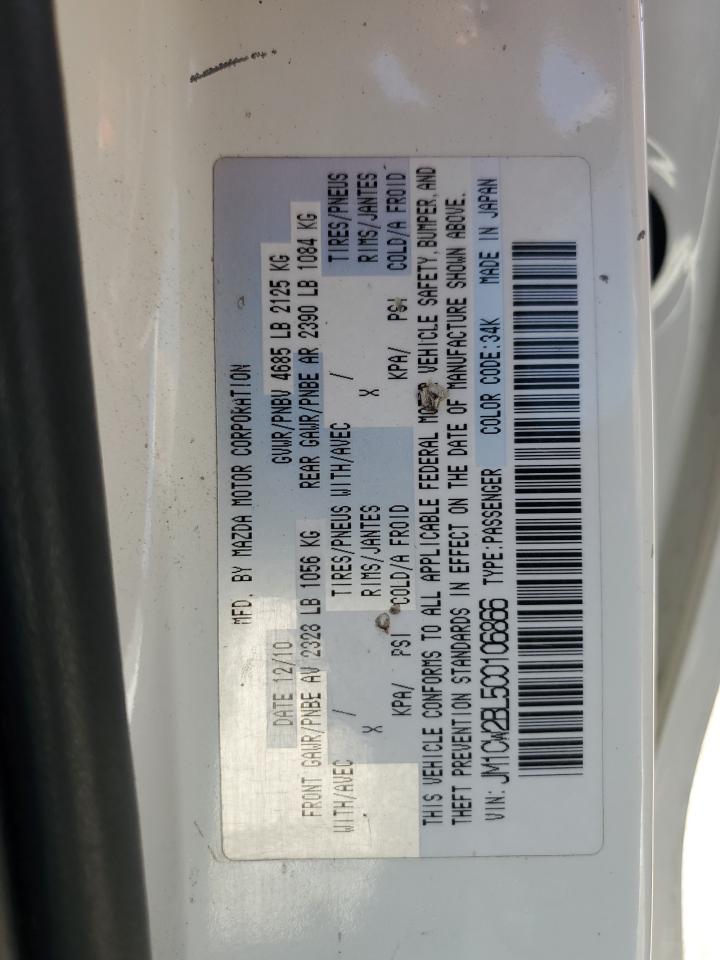 MFD. BY MAZDA MOTOR CORPORATION
DATE 12/10 GVWR/PNBV 4685 LB 2125 KG
FRONT GAWR/PNBE AV 2328 LB 1056 KG REAR GAWR/PNBE AR 2390 LB 1084 KG
WITH/AVEC / TIRES/PNEUS WITH/AVEC / TIRES/PNEUS
X RIMS/JANTES X RIMS/JANTES
KPA/ PSI COLD/A FROID KPA/ PSI COLD/A FROID
THIS VEHICLE CONFORMS TO ALL APPLICABLE FEDERAL VEHICLE SAFETY, BUMPER, AND
THEFT PREVENTION STANDARDS IN EFFECT ON THE DATE OF MANUFACTURE SHOWN ABOVE.
VIN: JM1CW2BL5C0106866 TYPE:PASSENGER COLOR CODE:34K MADE IN JAPAN